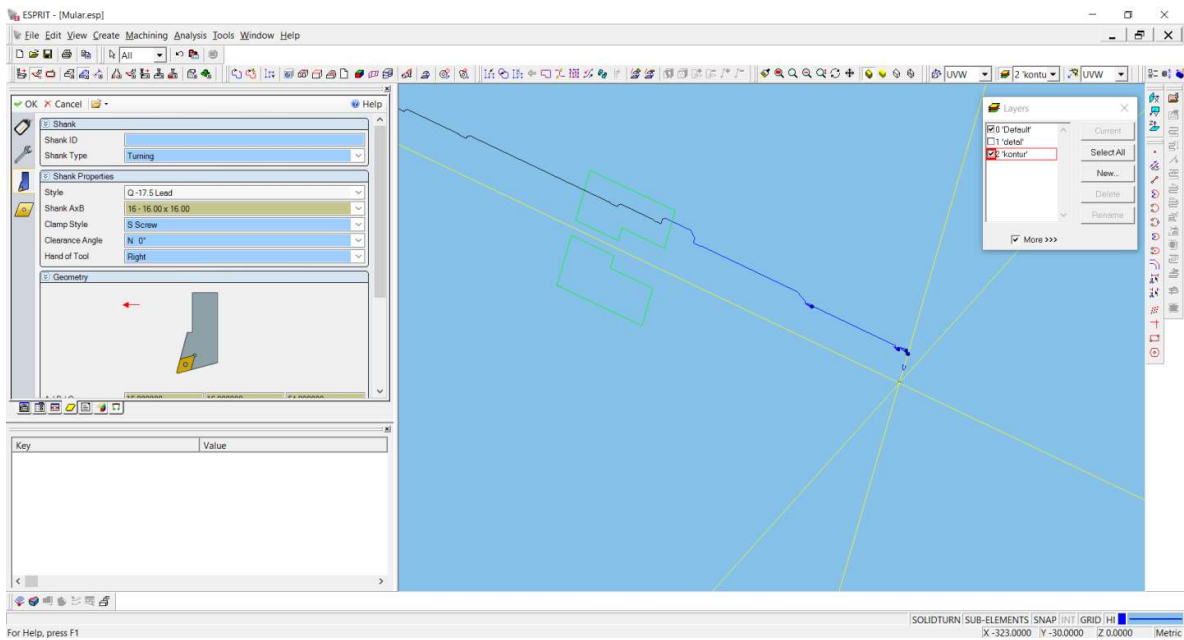 ESPRIT - [Mular.esp]
File Edit View Create Machining Analysis Tools Window Help
All
UVW
2 'kontu
UVW
OK Cancel Help
Shank
Shank ID
Shank Type Turning
Shank Properties
Style Q -17.5 Lead
Shank AxB 16 - 16.00 x 16.00
Clamp Style S Screw
Clearance Angle N 0°
Hand of Tool Right
Geometry
Key Value
Layers
0 'Default'
1 'detal'
2 'kontur'
Current
Select All
New...
Delete
Rename
More >>>
SOLIDTURN SUB-ELEMENTS SNAP INT GRID HI
For Help, press F1
X -323.0000 Y -30.0000 Z 0.0000 Metric